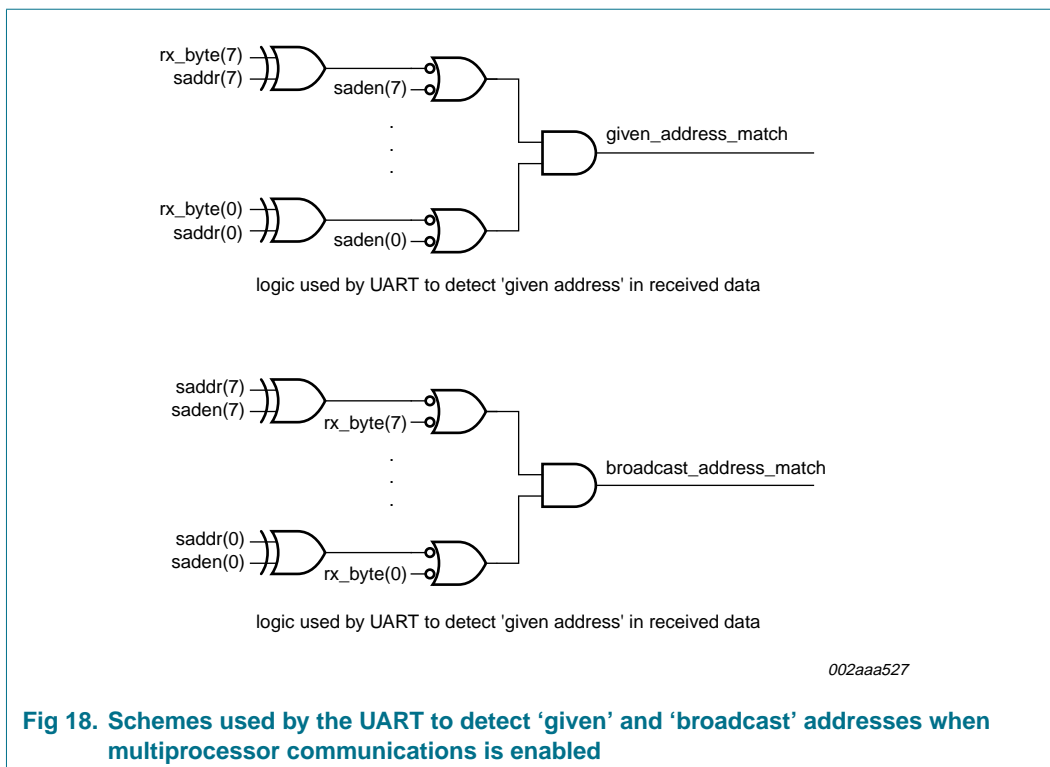 rx_byte(7)
saddr(7)
saden(7)
given_address_match
rx_byte(0)
saddr(0)
saden(0)
logic used by UART to detect 'given address' in received data
saddr(7)
saden(7)
rx_byte(7)
broadcast_address_match
saddr(0)
saden(0)
rx_byte(0)
logic used by UART to detect 'given address' in received data
002aaa527
Fig 18. Schemes used by the UART to detect ‘given’ and ‘broadcast’ addresses when
multiprocessor communications is enabled